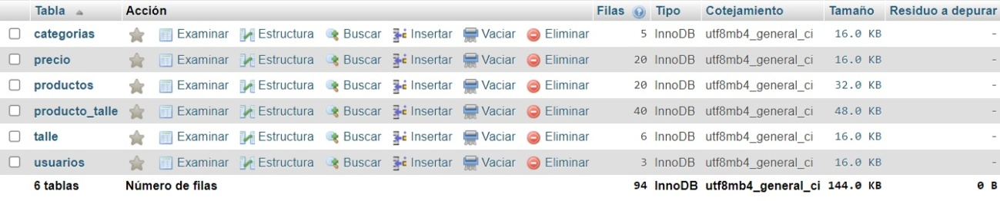 Tabla Acción Filas Tipo Cotejamiento Tamaño Residuo a depurar
categorias Examinar Estructura Buscar Insertar Vaciar Eliminar 5 InnoDB utf8mb4_general_ci 16.0 KB -
precio Examinar Estructura Buscar Insertar Vaciar Eliminar 20 InnoDB utf8mb4_general_ci 16.0 KB -
productos Examinar Estructura Buscar Insertar Vaciar Eliminar 20 InnoDB utf8mb4_general_ci 32.0 KB -
producto_talle Examinar Estructura Buscar Insertar Vaciar Eliminar 40 InnoDB utf8mb4_general_ci 48.0 KB -
talle Examinar Estructura Buscar Insertar Vaciar Eliminar 6 InnoDB utf8mb4_general_ci 16.0 KB -
usuarios Examinar Estructura Buscar Insertar Vaciar Eliminar 3 InnoDB utf8mb4_general_ci 16.0 KB -
6 tablas Número de filas 94 InnoDB utf8mb4_general_ci 144.0 KB 0 B